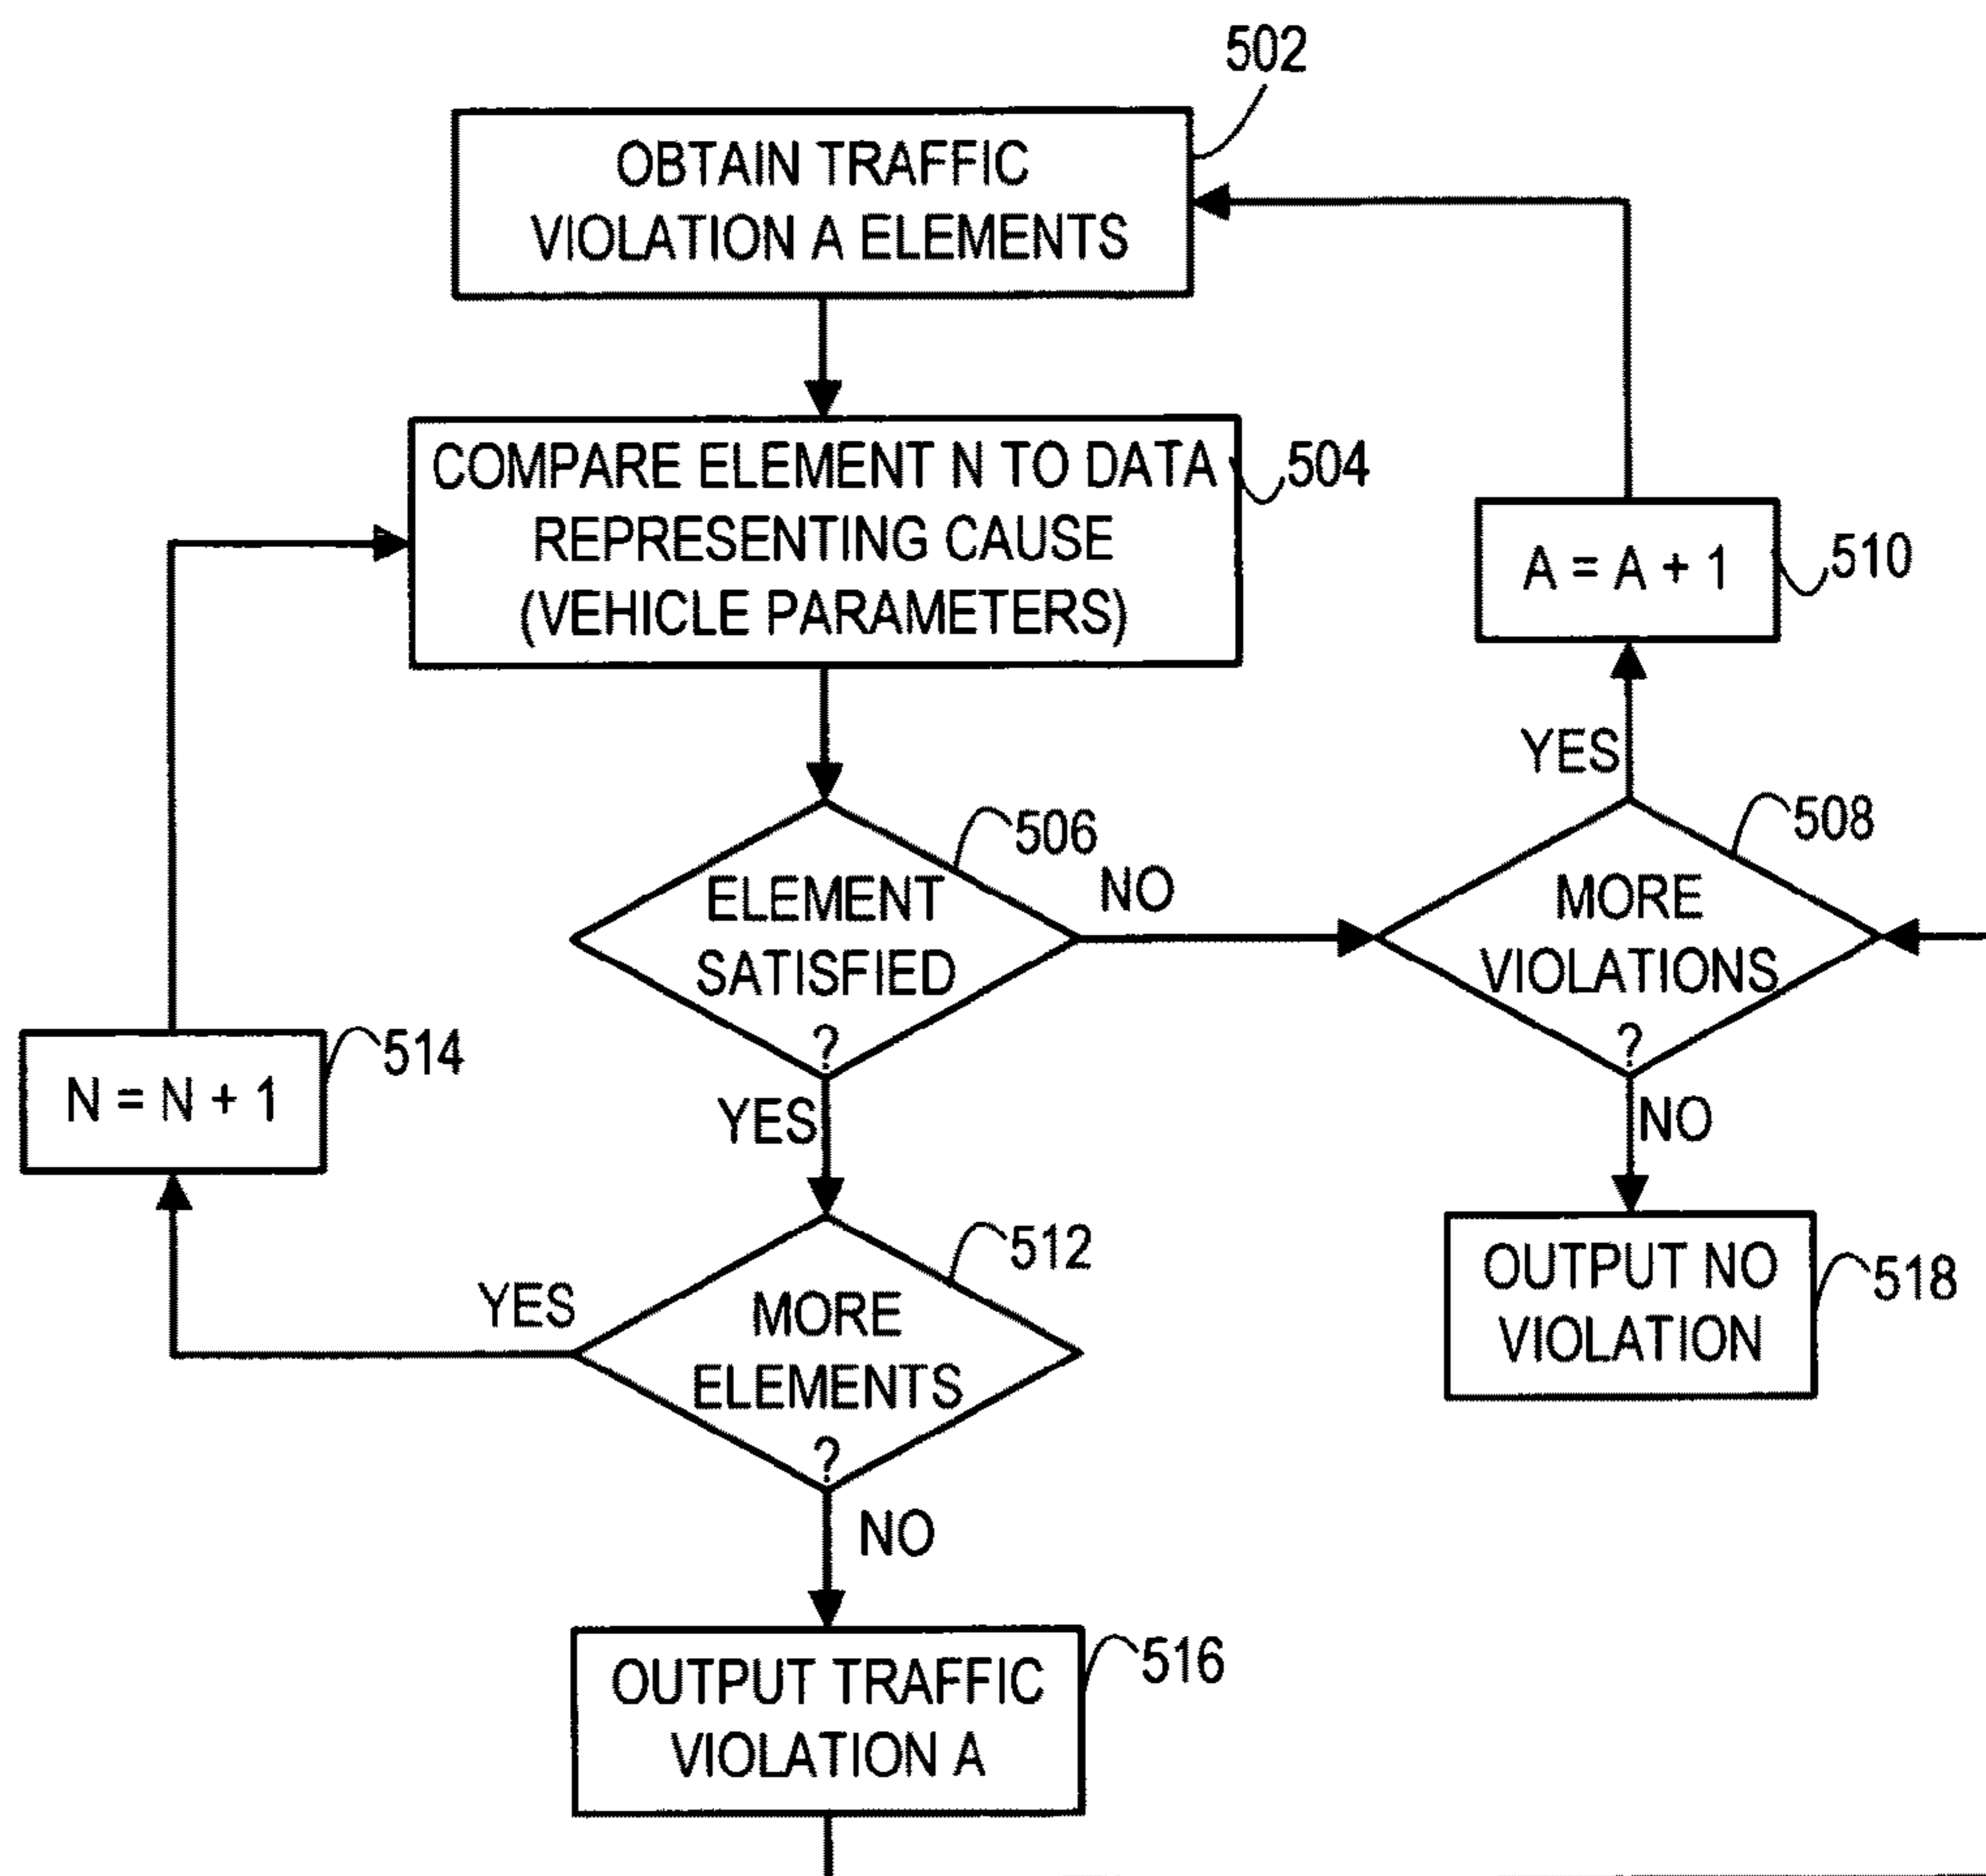 502
OBTAIN TRAFFIC
VIOLATION A ELEMENTS
COMPARE ELEMENT N TO DATA
REPRESENTING CAUSE
(VEHICLE PARAMETERS)
504
A = A + 1
510
YES
506
ELEMENT
SATISFIED
?
NO
508
MORE
VIOLATIONS
?
N = N + 1
514
YES
NO
512
MORE
ELEMENTS
?
YES
OUTPUT NO
VIOLATION
518
NO
OUTPUT TRAFFIC
VIOLATION A
516